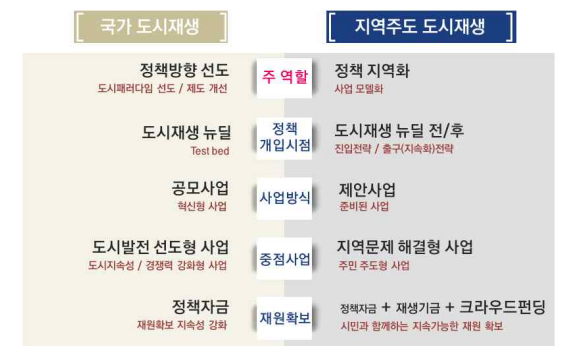 국가 도시재생
지역주도 도시재생
정책방향 선도
도시패러다임 선도 / 제도 개선
주 역할
정책 지역화
사업 모델화
도시재생 뉴딜
Test bed
정책
개입시점
도시재생 뉴딜 전/후
진입전략 / 출구(지속화)전략
공모사업
혁신형 사업
사업방식
제안사업
준비된 사업
도시발전 선도형 사업
도시지속성 / 경쟁력 강화형 사업
중점사업
지역문제 해결형 사업
주민 주도형 사업
정책자금
재원확보 지속성 강화
재원확보
정책자금 + 재생기금 + 크라우드펀딩
시민과 함께하는 지속가능한 재원 확보